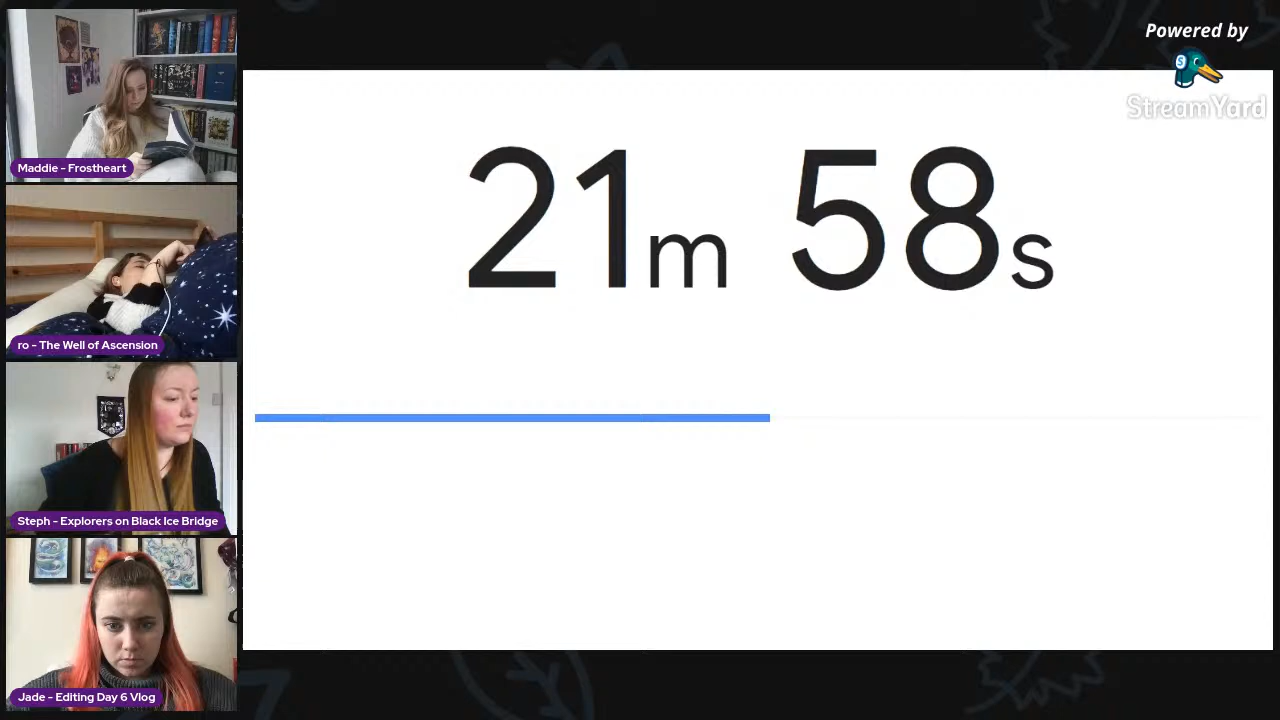 Powered by
StreamYard
21m 58s
Maddie - Frostheart
ro - The Well of Ascension
Steph - Explorers on Black Ice Bridge
Jade - Editing Day 6 Vlog